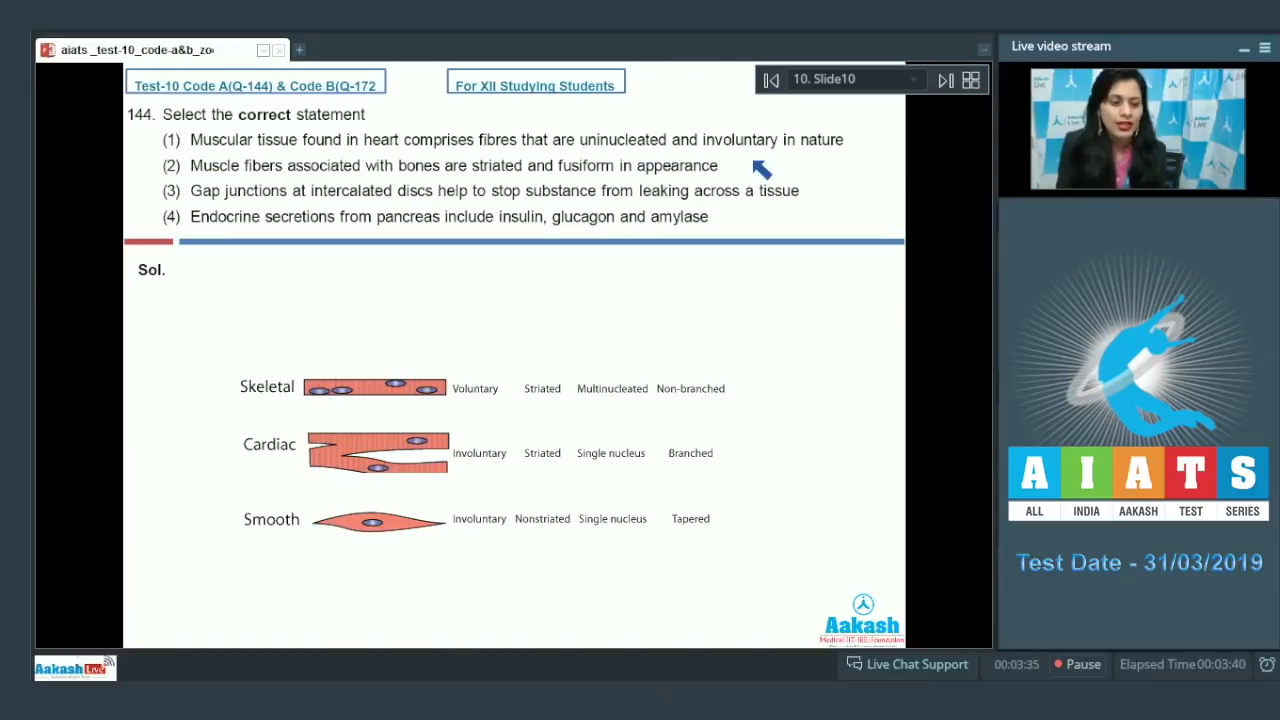 aiats _test-10_code-a&b_zo
Live video stream
Test-10 Code A(Q-144) & Code B(Q-172
For XII Studying Students
10. Slide10
144. Select the correct statement
(1) Muscular tissue found in heart comprises fibres that are uninucleated and involuntary in nature
(2) Muscle fibers associated with bones are striated and fusiform in appearance
(3) Gap junctions at intercalated discs help to stop substance from leaking across a tissue
(4) Endocrine secretions from pancreas include insulin, glucagon and amylase
Sol.
Skeletal Voluntary Striated Multinucleated Non-branched
Cardiac Involuntary Striated Single nucleus Branched
Smooth Involuntary Nonstriated Single nucleus Tapered
A I A T S
ALL INDIA AAKASH TEST SERIES
Test Date - 31/03/2019
Aakash
Medical|IIT-JEE|Foundation
Aakash Live
Live Chat Support 00:03:35 Pause Elapsed Time 00:03:40